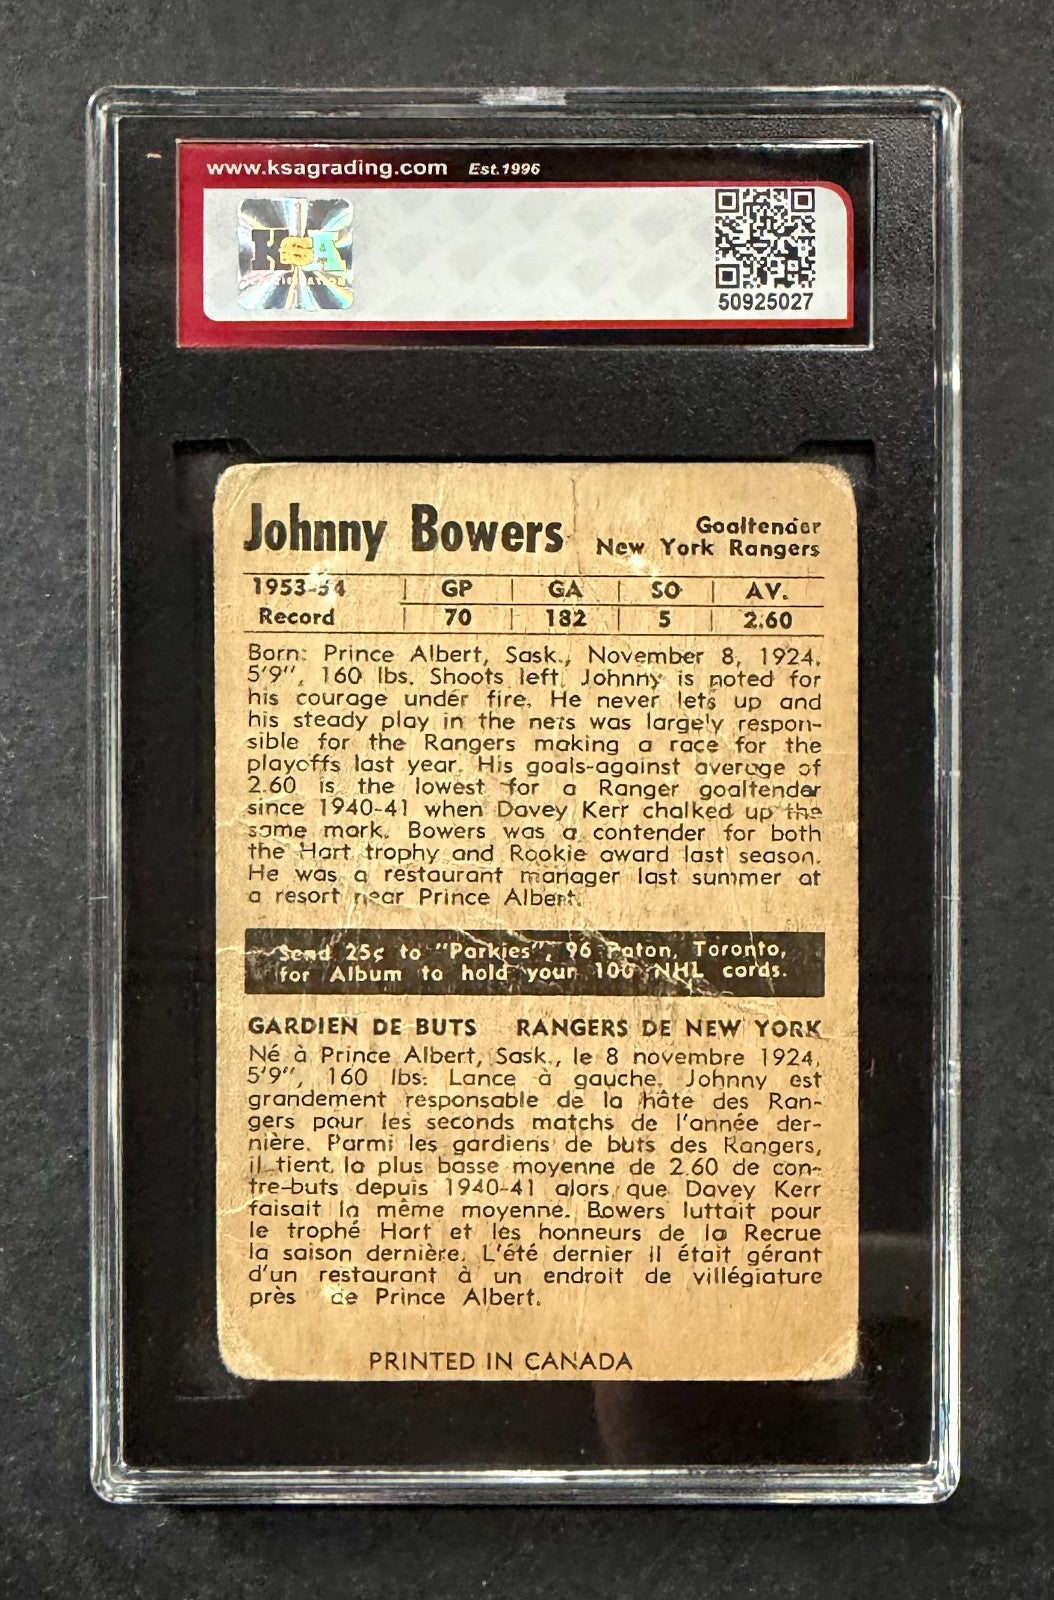 www.ksagrading.com Est.1996
KSA
50925027
Johnny Bowers
Goaltender
New York Rangers
1953-54 | GP | GA | SO | AV.
Record | 70 | 182 | 5 | 2.60
Born: Prince Albert, Sask., November 8, 1924.
5'9", 160 lbs. Shoots left. Johnny is noted for
his courage under fire. He never lets up and
his steady play in the nets was largely respon-
sible for the Rangers making a race for the
playoffs last year. His goals-against average of
2.60 is the lowest for a Ranger goaltender
since 1940-41 when Davey Kerr chalked up the
same mark. Bowers was a contender for both
the Hart trophy and Rookie award last season.
He was a restaurant manager last summer at
a resort near Prince Albert.
Send 25¢ to "Parkies", 96 Paton, Toronto,
for Album to hold your 100 NHL cards.
GARDIEN DE BUTS RANGERS DE NEW YORK
Né à Prince Albert, Sask., le 8 novembre 1924,
5'9", 160 lbs. Lance à gauche. Johnny est
grandement responsable de la hâte des Ran-
gers pour les seconds matchs de l'année der-
nière. Parmi les gardiens de buts des Rangers,
il tient la plus basse moyenne de 2.60 de con-
tre-buts depuis 1940-41 alors que Davey Kerr
faisait la même moyenne. Bowers luttait pour
le trophé Hart et les honneurs de la Recrue
la saison dernière. L'été dernier il était gérant
d'un restaurant à un endroit de villégiature
près de Prince Albert.
PRINTED IN CANADA